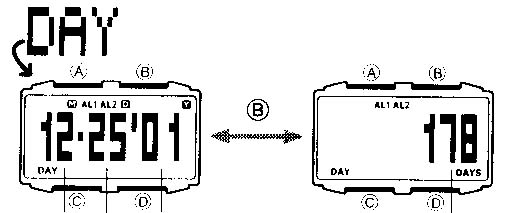 DAY
A B
M AL1 AL2 D Y
12-25'01
DAY
C D
B
A B
AL1 AL2
178
DAY DAYS
C D